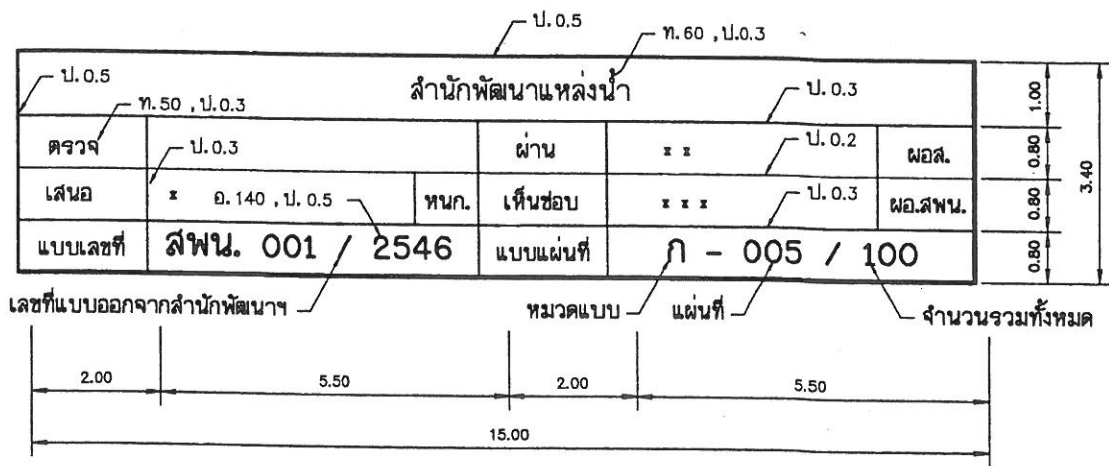 ป.0.5
ท.60 ,ป.0.3
ป.0.5 สำนักพัฒนาแหล่งน้ำ ป.0.3 1.00
ท.50 ,ป.0.3
ตรวจ ป.0.3 ผ่าน x x ป.0.2 ผอส. 0.80 3.40
เสนอ x อ.140 ,ป.0.5 หนก. เห็นชอบ x x x ป.0.3 ผอ.สพน. 0.80
แบบเลขที่ สพน. 001 / 2546 แบบแผ่นที่ ก - 005 / 100 0.80
เลขที่แบบออกจากสำนักพัฒนาฯ หมวดแบบ แผ่นที่ จำนวนรวมทั้งหมด
2.00 5.50 2.00 5.50
15.00